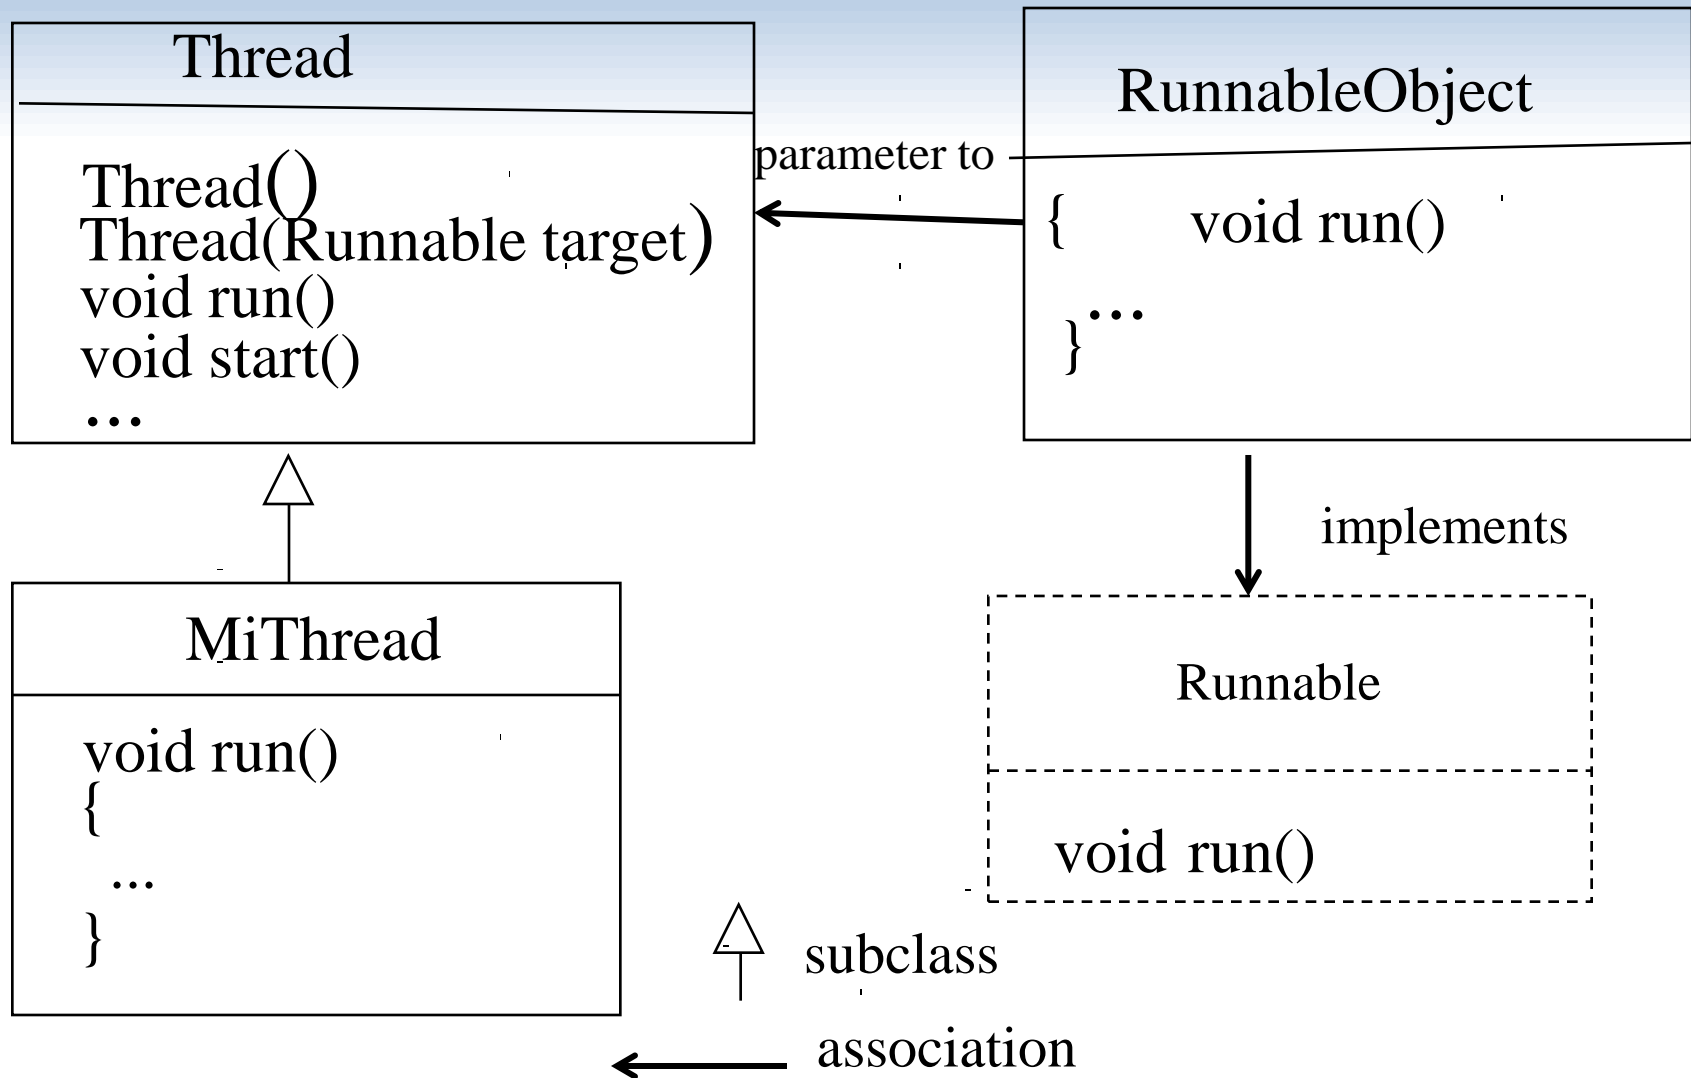 Thread
Thread()
Thread(Runnable target)
void run()
void start()
...
parameter to
RunnableObject
{ void run()
...
}
implements
MiThread
void run()
{
...
}
Runnable
void run()
subclass
association